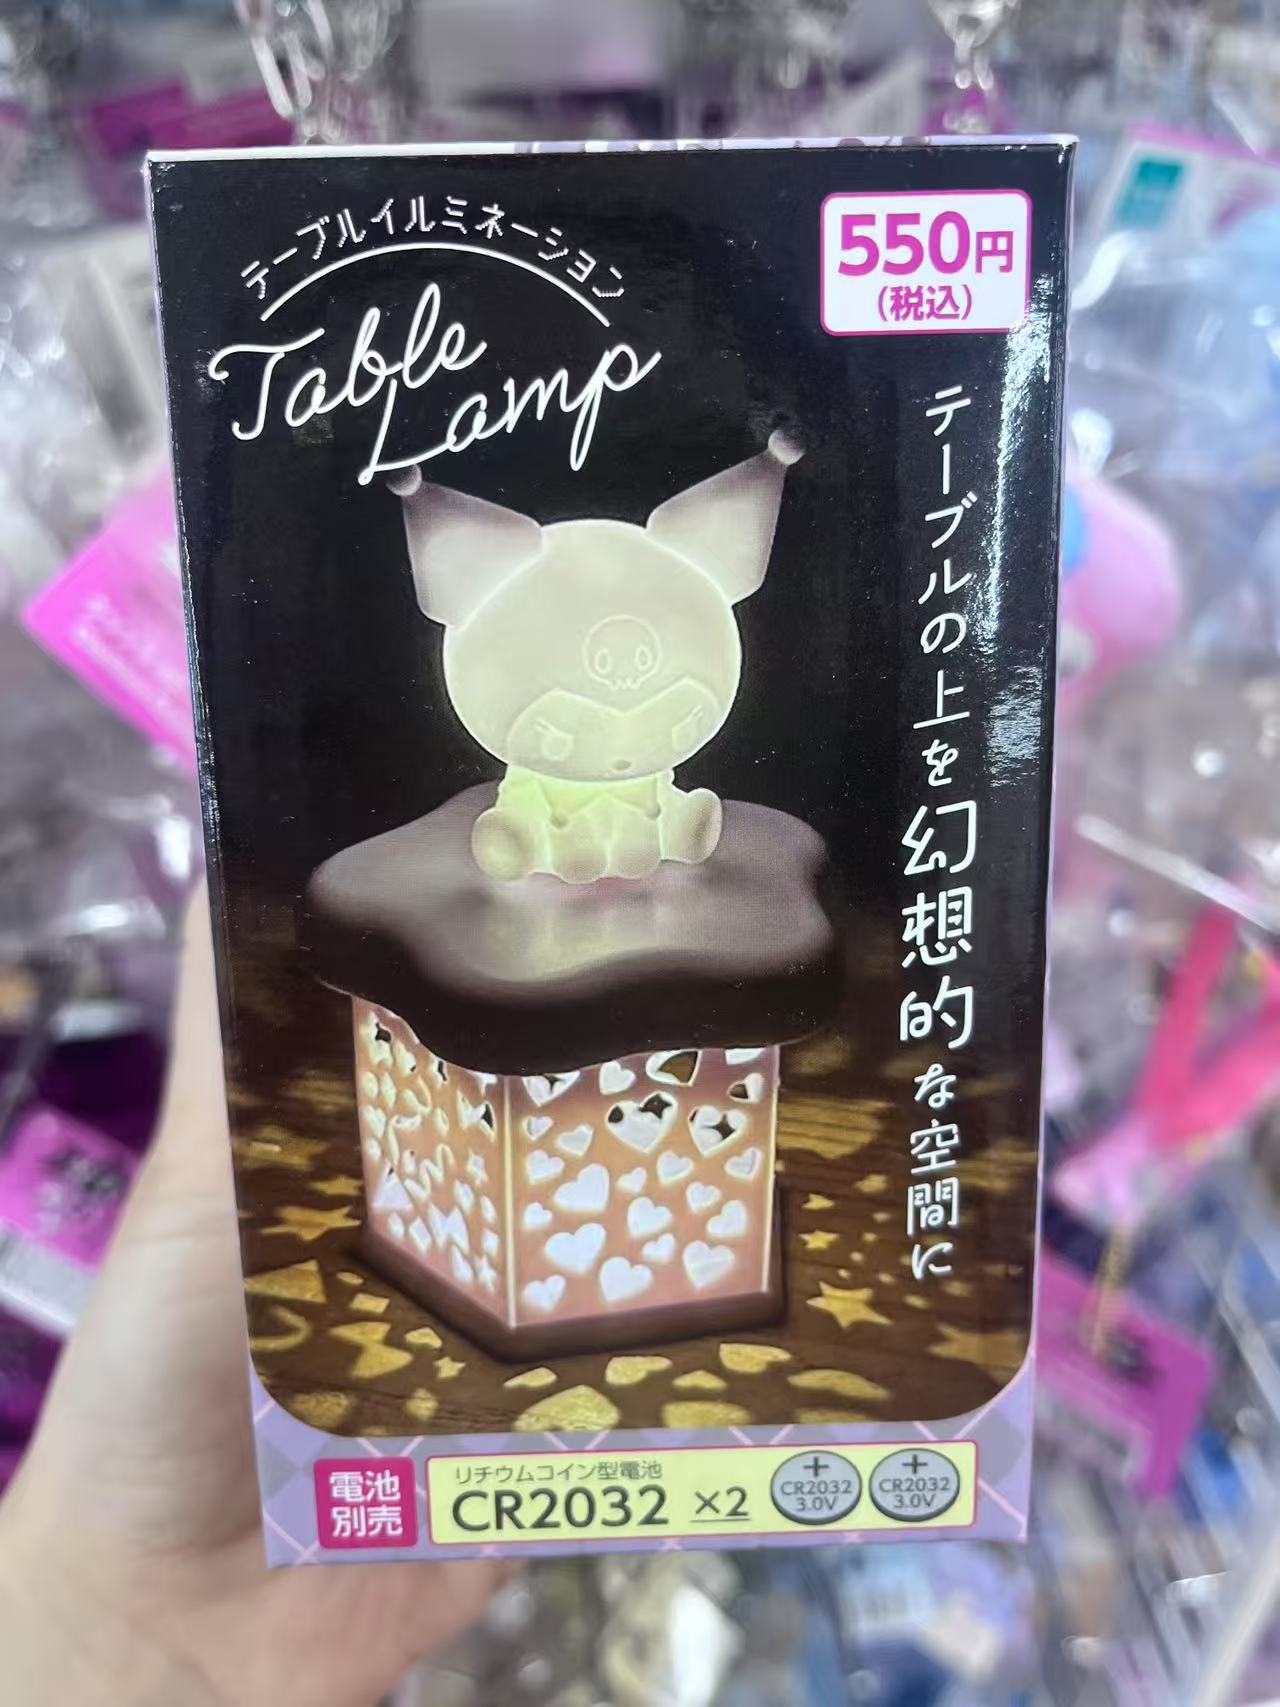 テーブルイルミネーション
Table
Lamp
550円
(税込)
テーブルの上を幻想的な空間に
電池
別売
リチウムコイン型電池
CR2032 ×2
+
CR2032
3.0V
+
CR2032
3.0V